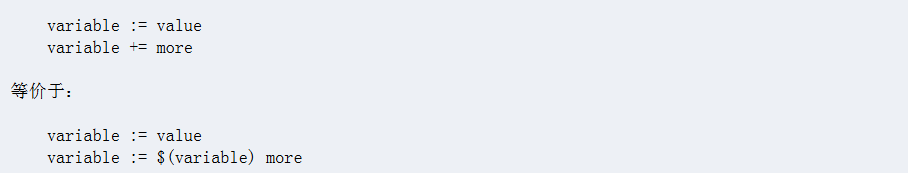 variable := value
variable += more
等价于：
variable := value
variable := $(variable) more